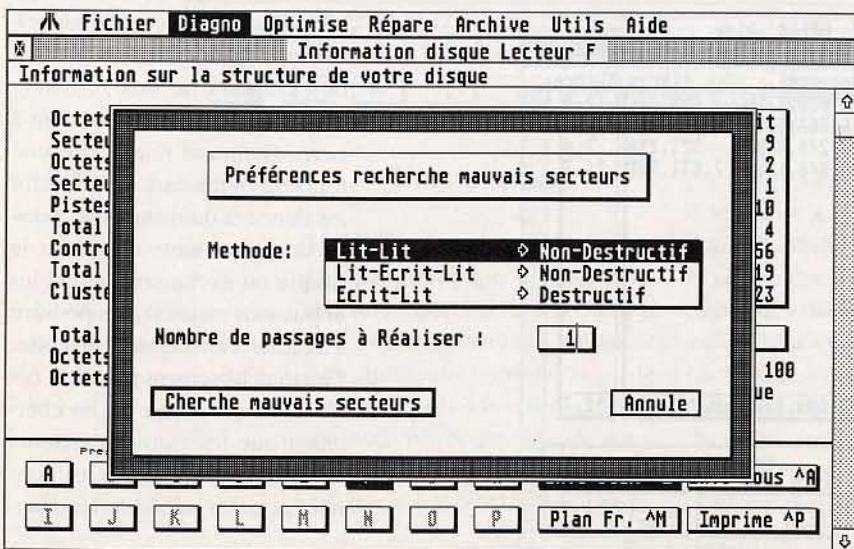 Fichier Diagno Optimise Répare Archive Utils Aide
Information disque Lecteur F
Information sur la structure de votre disque
Octets
Secteu
Octets
Secteu
Pistes
Total
Contro
Total
Cluste
Total
Octets
Octets
it
9
2
1
10
4
56
19
23
100
ue
Préférences recherche mauvais secteurs
Methode:
Lit-Lit Non-Destructif
Lit-Ecrit-Lit Non-Destructif
Ecrit-Lit Destructif
Nombre de passages à Réaliser : 1
Cherche mauvais secteurs Annule
A ous ^A
I J K L M N O P Plan Fr. ^M Imprime ^P